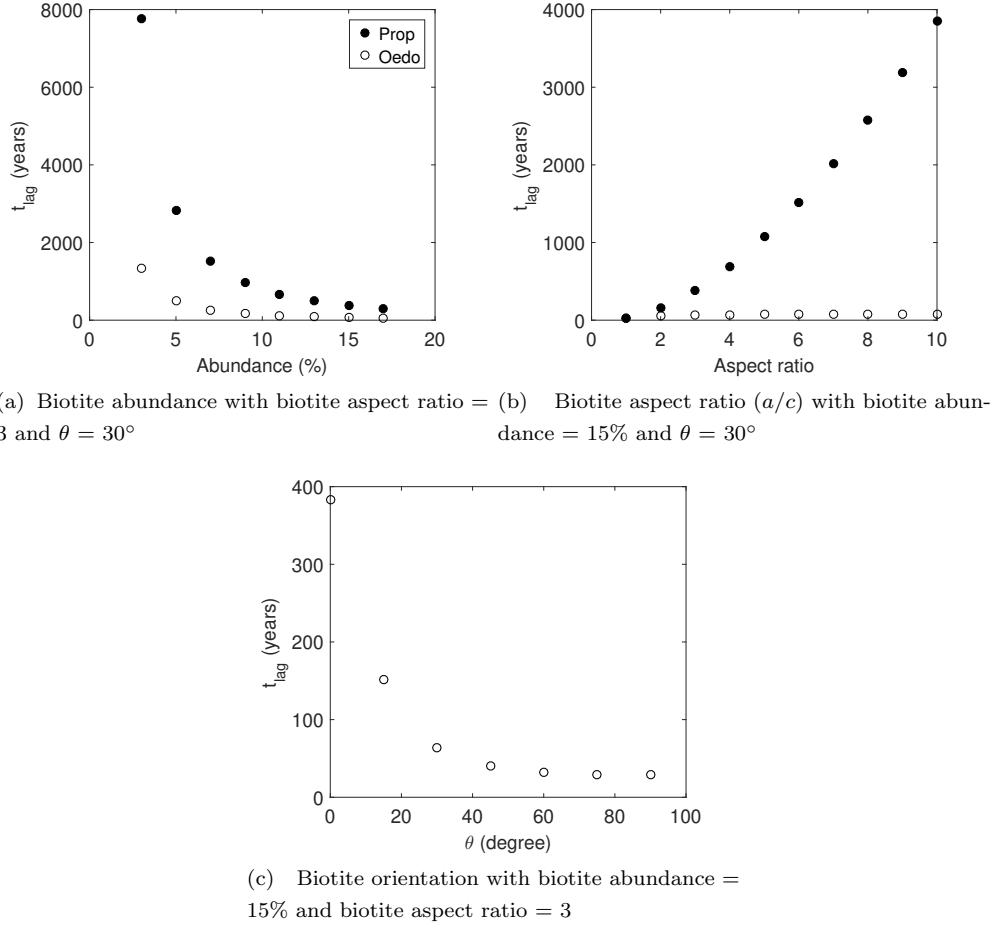 8000
6000
4000
2000
0
t_lag (years)
Prop
Oedo
0 5 10 15 20
Abundance (%)
4000
3000
2000
1000
0
t_lag (years)
0 2 4 6 8 10
Aspect ratio
(a) Biotite abundance with biotite aspect ratio =
3 and θ = 30°
(b) Biotite aspect ratio (a/c) with biotite abun-
dance = 15% and θ = 30°
400
300
200
100
0
t_lag (years)
0 20 40 60 80 100
θ (degree)
(c) Biotite orientation with biotite abundance =
15% and biotite aspect ratio = 3